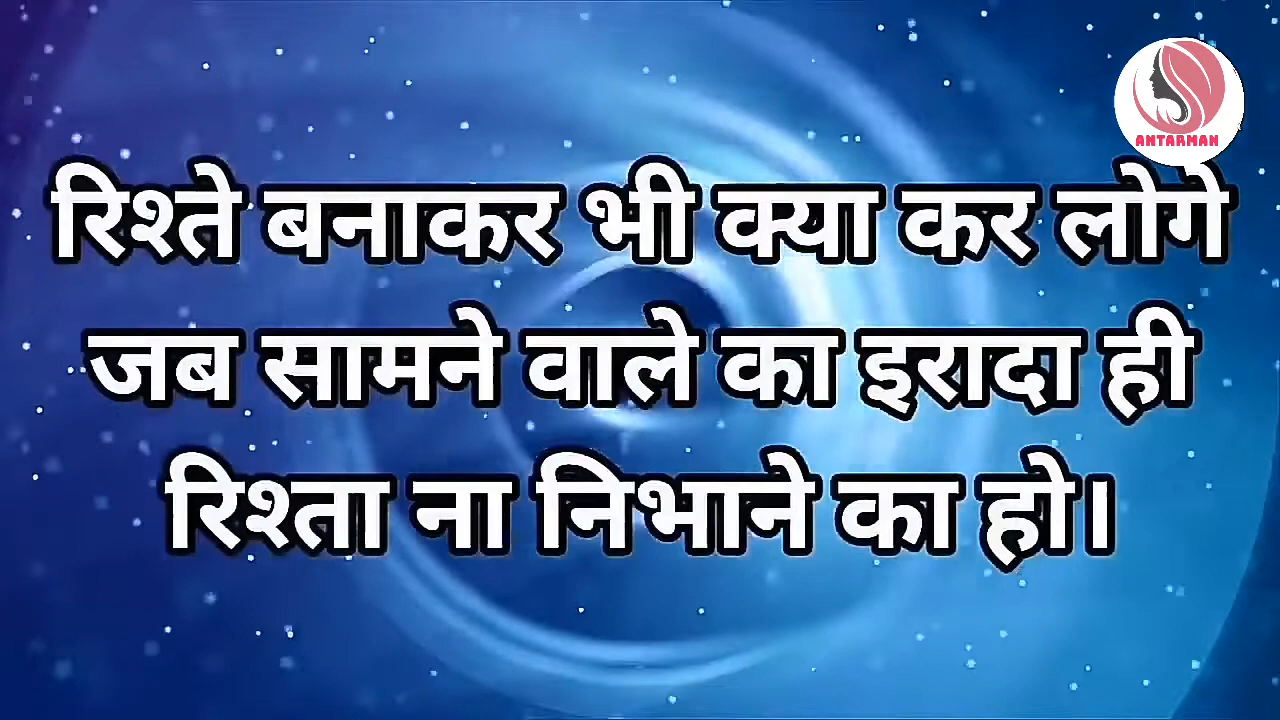 ANTARMAN
रिश्ते बनाकर भी क्या कर लोगे
जब सामने वाले का इरादा ही
रिश्ता ना निभाने का हो।